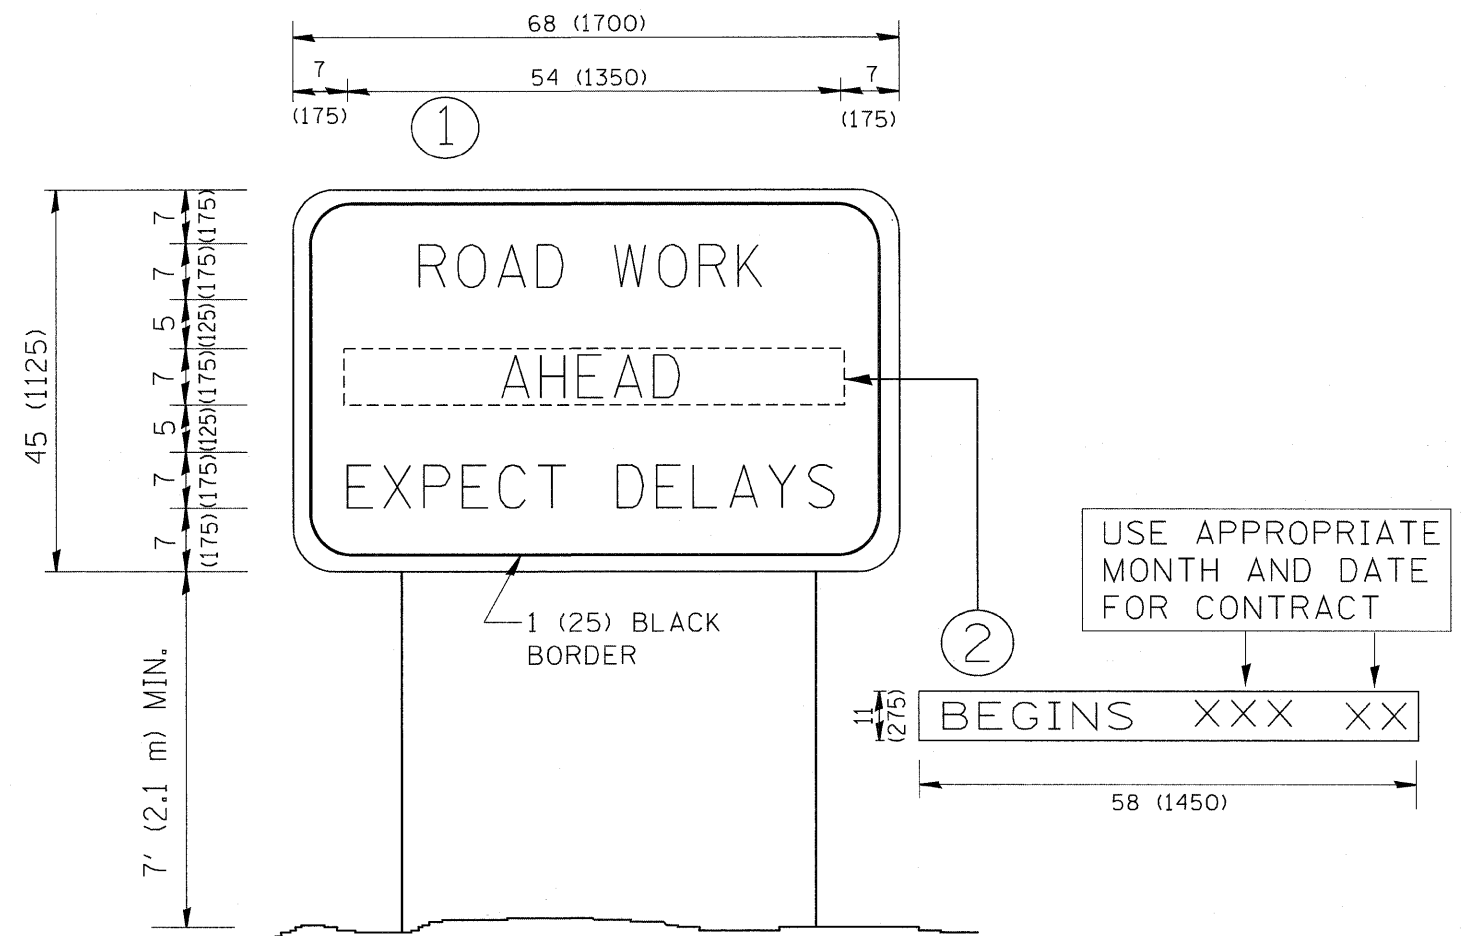 68 (1700)
7
54 (1350)
7
(175)
(175)
1
7
(175)
7
(175)
5
(125)
7
(175)
5
(125)
7
(175)
7
(175)
45 (1125)
ROAD WORK
AHEAD
EXPECT DELAYS
1 (25) BLACK
BORDER
7' (2.1 m) MIN.
2
USE APPROPRIATE
MONTH AND DATE
FOR CONTRACT
11
(275)
BEGINS XXX XX
58 (1450)